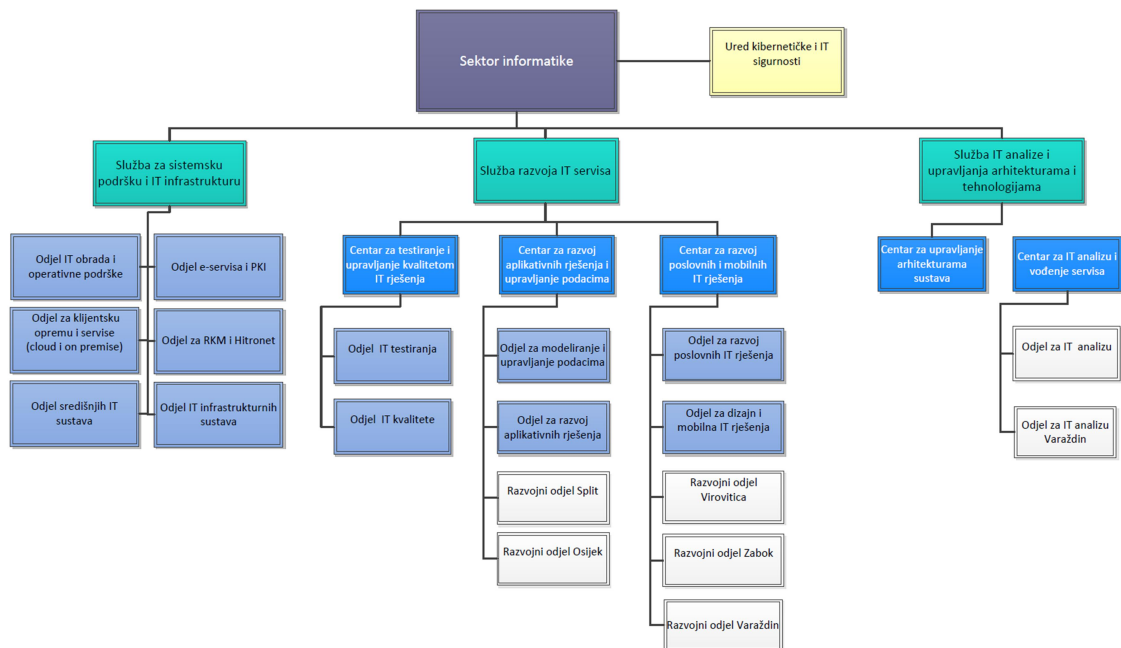 Sektor informatike
Ured kibernetičke i IT
sigurnosti
Služba za sistemsku
podršku i IT infrastrukturu
Služba razvoja IT servisa
Služba IT analize i
upravljanja arhitekturama i
tehnologijama
Odjel IT obrada i
operativne podrške
Odjel e-servisa i PKI
Odjel za klijentsku
opremu i servise
(cloud i on premise)
Odjel za RKM i Hitronet
Odjel središnjih IT
sustava
Odjel IT infrastrukturnih
sustava
Centar za testiranje i
upravljanje kvalitetom
IT rješenja
Odjel  IT testiranja
Odjel  IT kvalitete
Centar za razvoj
aplikativnih rješenja i
upravljanje podacima
Odjel za modeliranje i
upravljanje podacima
Odjel za razvoj
aplikativnih rješenja
Razvojni odjel Split
Razvojni odjel Osijek
Centar za razvoj
poslovnih i mobilnih
IT rješenja
Odjel za razvoj
poslovnih IT rješenja
Odjel za dizajn i
mobilna IT rješenja
Razvojni odjel
Virovitica
Razvojni odjel Zabok
Razvojni odjel Varaždin
Centar za upravljanje
arhitekturama
sustava
Centar za IT analizu i
vođenje servisa
Odjel za IT  analizu
Odjel za IT analizu
Varaždin